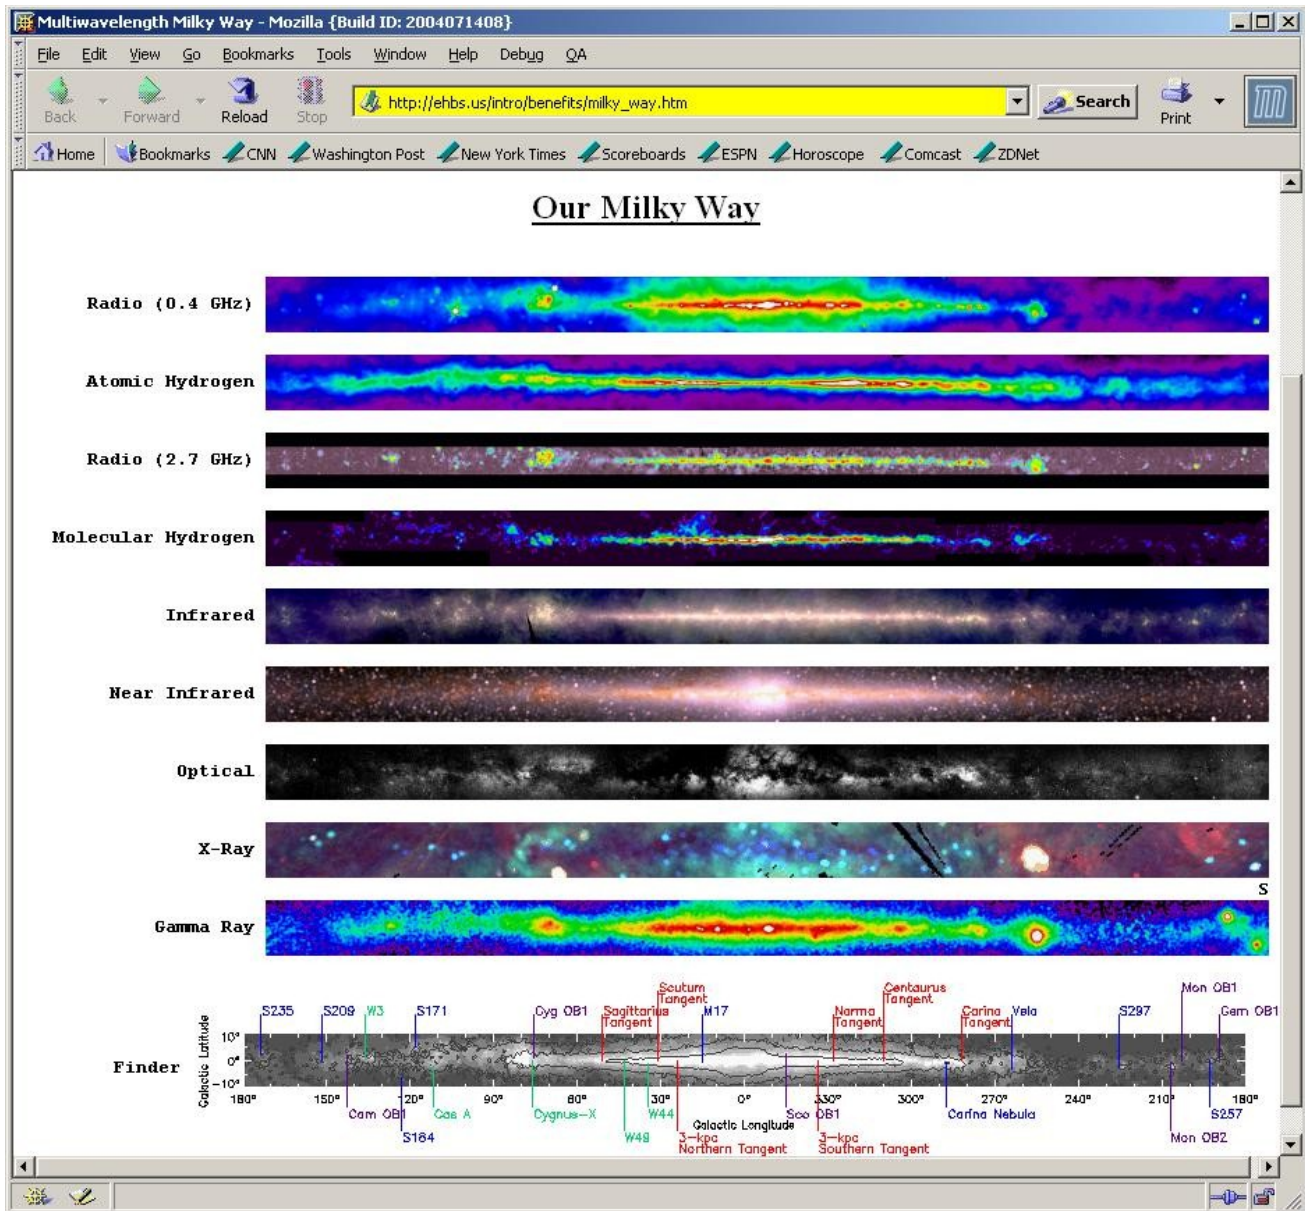 Multiwavelength Milky Way - Mozilla {Build ID: 2004071408}
File Edit View Go Bookmarks Tools Window Help Debug QA
Back Forward Reload Stop http://ehbs.us/intro/benefits/milky_way.htm Search Print
Home Bookmarks CNN Washington Post New York Times Scoreboards ESPN Horoscope Comcast ZDNet
Our Milky Way
Radio (0.4 GHz)
Atomic Hydrogen
Radio (2.7 GHz)
Molecular Hydrogen
Infrared
Near Infrared
Optical
X-Ray
S
Gamma Ray
Scutum Tangent Centaurus Tangent Mon OB1
S235 S209 W3 S171 Cyg OB1 Sagittarius Tangent M17 Norma Tangent Carina Tangent Vela S297 Gem OB1
Finder
Galactic Latitude
10°
0°
-10°
180° 150° 120° 90° 60° 30° 0° 330° 300° 270° 240° 210° 180°
Cam OB1 Cas A Cygnus-X W44 Sco OB1 Carina Nebula S257
Galactic Longitude
S184 W49 3-kpc Northern Tangent 3-kpc Southern Tangent Mon OB2